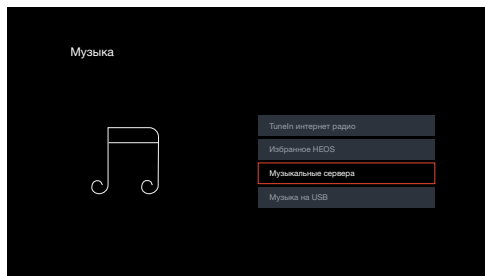 Музыка
TuneIn интернет радио
Избранное HEOS
Музыкальные сервера
Музыка на USB